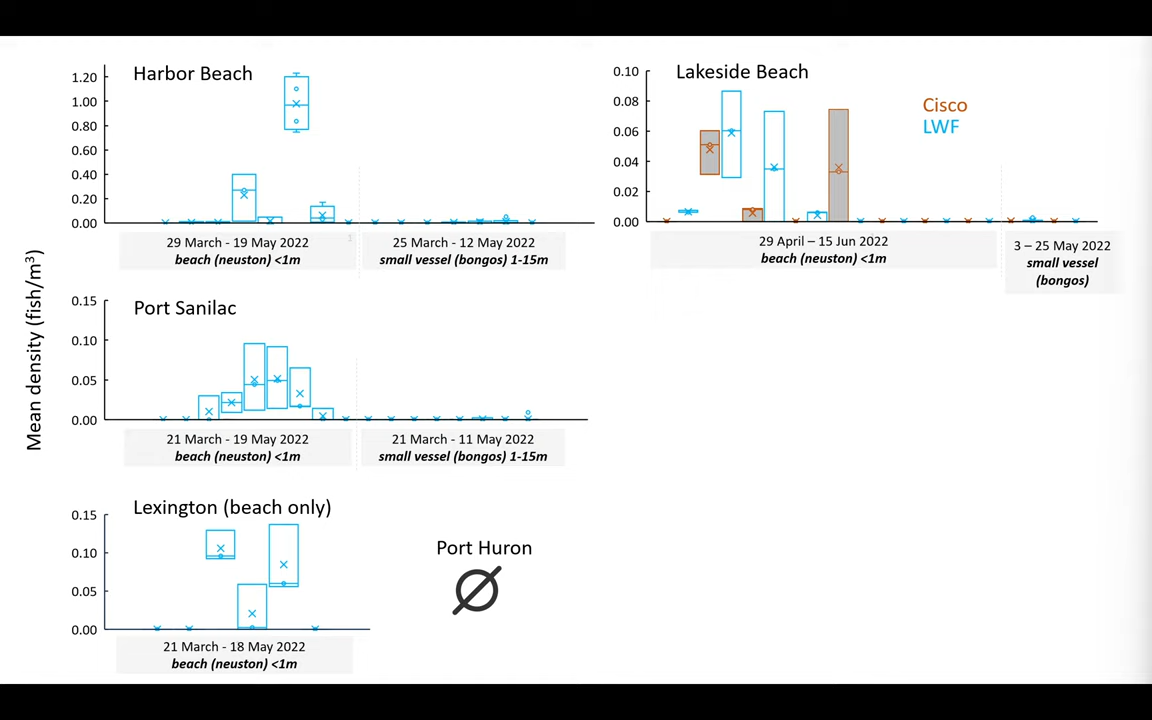 Mean density (fish/m³)
Harbor Beach
1.20
1.00
0.80
0.60
0.40
0.20
0.00
29 March - 19 May 2022
beach (neuston) <1m
25 March - 12 May 2022
small vessel (bongos) 1-15m
Lakeside Beach
Cisco
LWF
0.10
0.08
0.06
0.04
0.02
0.00
29 April – 15 Jun 2022
beach (neuston) <1m
3 – 25 May 2022
small vessel
(bongos)
Port Sanilac
0.15
0.10
0.05
0.00
21 March - 19 May 2022
beach (neuston) <1m
21 March - 11 May 2022
small vessel (bongos) 1-15m
Lexington (beach only)
0.15
0.10
0.05
0.00
21 March - 18 May 2022
beach (neuston) <1m
Port Huron
∅